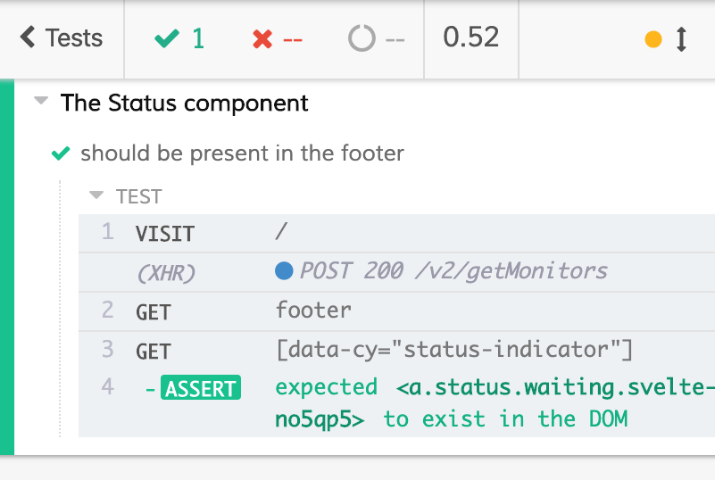 Tests 1 -- -- 0.52
The Status component
should be present in the footer
TEST
1 VISIT /
(XHR) POST 200 /v2/getMonitors
2 GET footer
3 GET [data-cy="status-indicator"]
4 -ASSERT expected <a.status.waiting.svelte-
no5qp5> to exist in the DOM